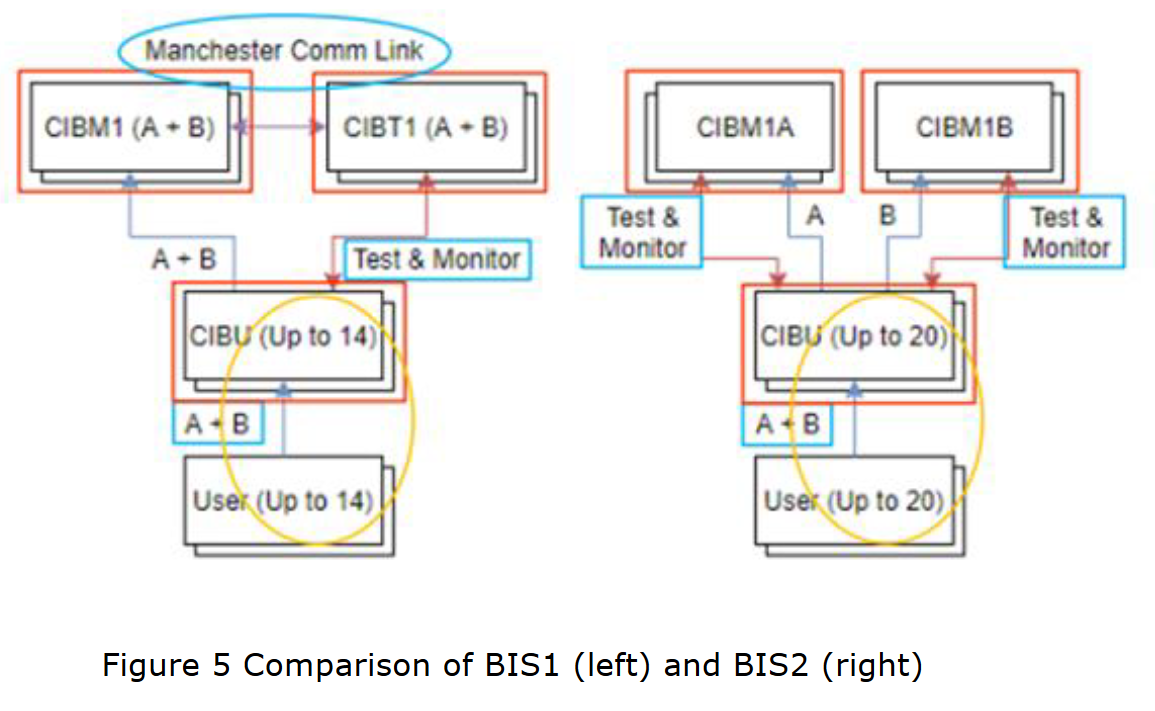 Manchester Comm Link
CIBM1 (A + B)
CIBT1 (A + B)
A + B
Test & Monitor
CIBU (Up to 14)
A + B
User (Up to 14)
CIBM1A
CIBM1B
Test &
Monitor
A
B
Test &
Monitor
CIBU (Up to 20)
A + B
User (Up to 20)
Figure 5 Comparison of BIS1 (left) and BIS2 (right)